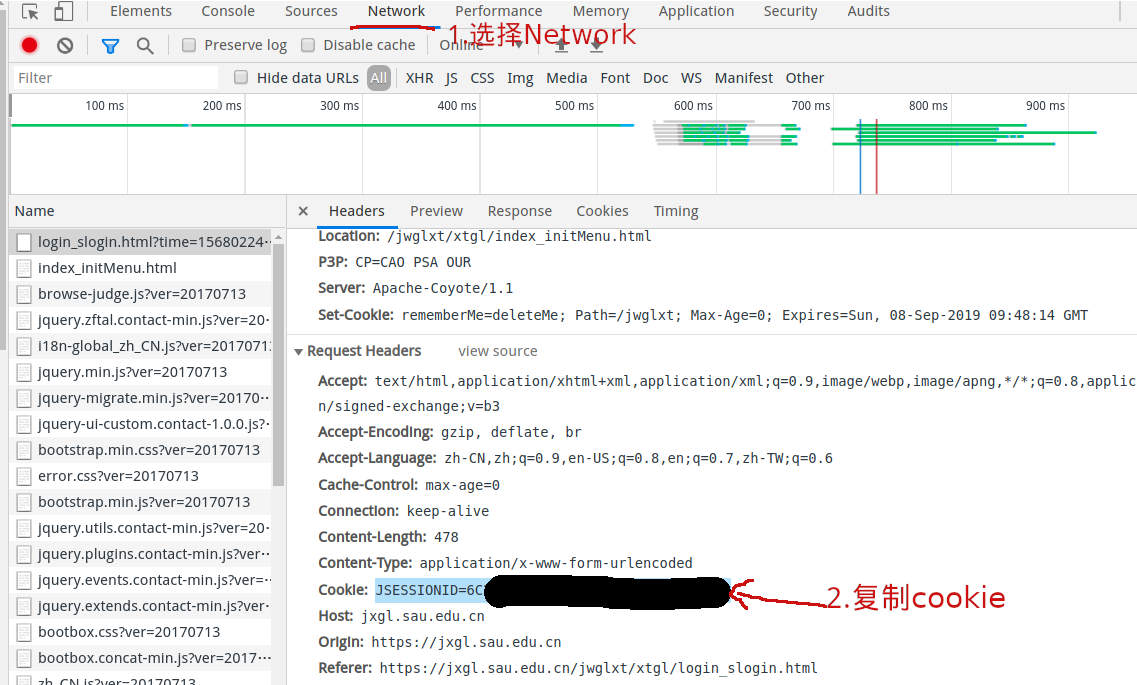 Elements Console Sources Network Performance Memory Application Security Audits
Preserve log Disable cache Online
1.选择Network
Filter Hide data URLs All XHR JS CSS Img Media Font Doc WS Manifest Other
100 ms 200 ms 300 ms 400 ms 500 ms 600 ms 700 ms 800 ms 900 ms
Name
× Headers Preview Response Cookies Timing
login_slogin.html?time=15680224··
index_initMenu.html
browse-judge.js?ver=20170713
jquery.zftal.contact-min.js?ver=20··
i18n-global_zh_CN.js?ver=2017071
jquery.min.js?ver=20170713
jquery-migrate.min.js?ver=20170··
jquery-ui-custom.contact-1.0.0.js?·
bootstrap.min.css?ver=20170713
error.css?ver=20170713
bootstrap.min.js?ver=20170713
jquery.utils.contact-min.js?ver=20··
jquery.plugins.contact-min.js?ver··
jquery.events.contact-min.js?ver=··
jquery.extends.contact-min.js?ver··
bootbox.css?ver=20170713
bootbox.concat-min.js?ver=2017···
zh_CN.js?ver=20170713
Location: /jwglxt/xtgl/index_initMenu.html
P3P: CP=CAO PSA OUR
Server: Apache-Coyote/1.1
Set-Cookie: rememberMe=deleteMe; Path=/jwglxt; Max-Age=0; Expires=Sun, 08-Sep-2019 09:48:14 GMT
Request Headers view source
Accept: text/html,application/xhtml+xml,application/xml;q=0.9,image/webp,image/apng,*/*;q=0.8,applic
n/signed-exchange;v=b3
Accept-Encoding: gzip, deflate, br
Accept-Language: zh-CN,zh;q=0.9,en-US;q=0.8,en;q=0.7,zh-TW;q=0.6
Cache-Control: max-age=0
Connection: keep-alive
Content-Length: 478
Content-Type: application/x-www-form-urlencoded
Cookie: JSESSIONID=6C
2.复制cookie
Host: jxgl.sau.edu.cn
Origin: https://jxgl.sau.edu.cn
Referer: https://jxgl.sau.edu.cn/jwglxt/xtgl/login_slogin.html